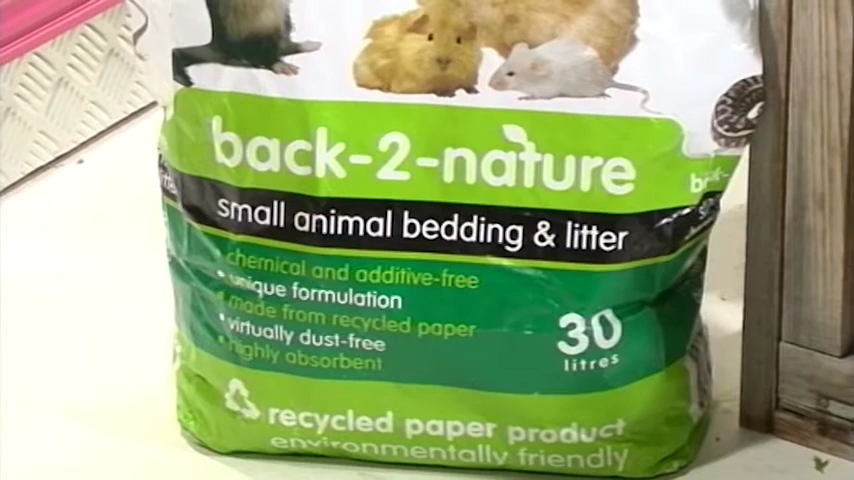 back-2-nature
small animal bedding & litter
• chemical and additive-free
• unique formulation
• made from recycled paper
• virtually dust-free
• highly absorbent
30
litres
recycled paper product
environmentally friendly